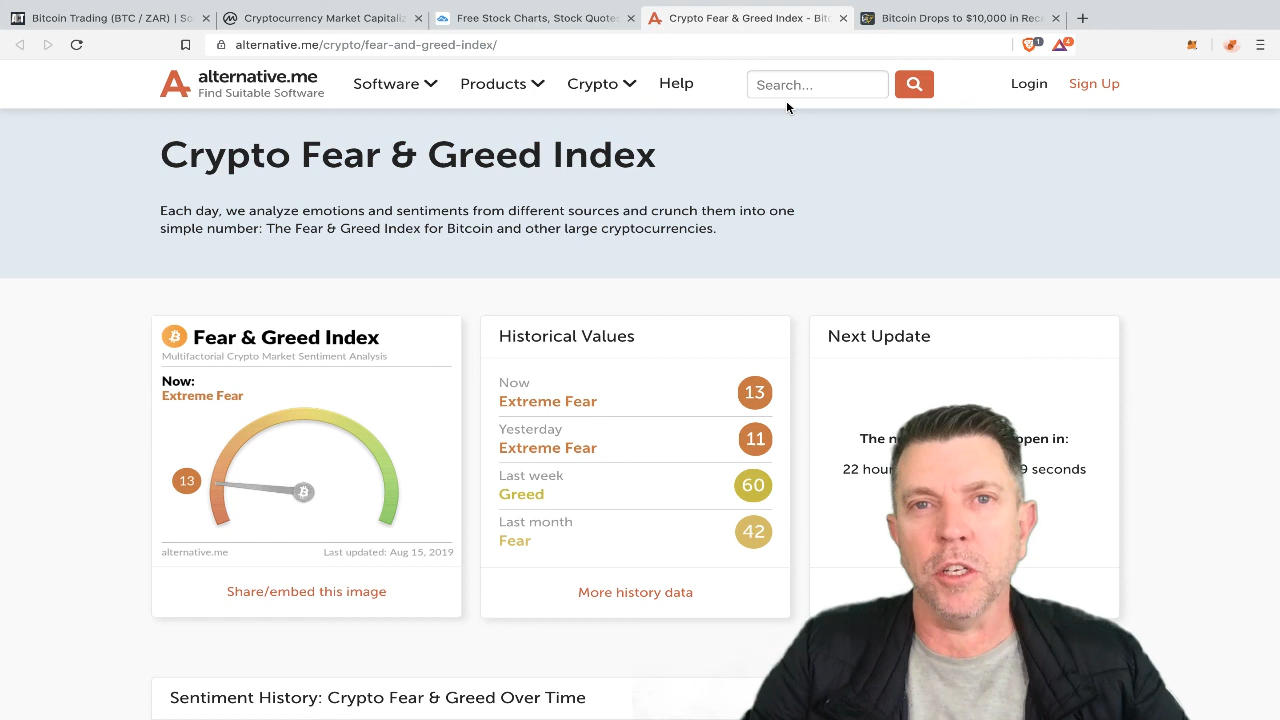 Bitcoin Trading (BTC / ZAR) | So
Cryptocurrency Market Capitaliz
Free Stock Charts, Stock Quotes
Crypto Fear & Greed Index - Bitc
Bitcoin Drops to $10,000 in Rece
alternative.me/crypto/fear-and-greed-index/
1
4
alternative.me
Find Suitable Software
Software
Products
Crypto
Help
Search...
Login
Sign Up
Crypto Fear & Greed Index
Each day, we analyze emotions and sentiments from different sources and crunch them into one
simple number: The Fear & Greed Index for Bitcoin and other large cryptocurrencies.
Fear & Greed Index
Multifactorial Crypto Market Sentiment Analysis
Now:
Extreme Fear
13
alternative.me
Last updated: Aug 15, 2019
Share/embed this image
Historical Values
Now
Extreme Fear
13
Yesterday
Extreme Fear
11
Last week
Greed
60
Last month
Fear
42
More history data
Next Update
The
in:
22
9 seconds
Sentiment History: Crypto Fear & Greed Over Time